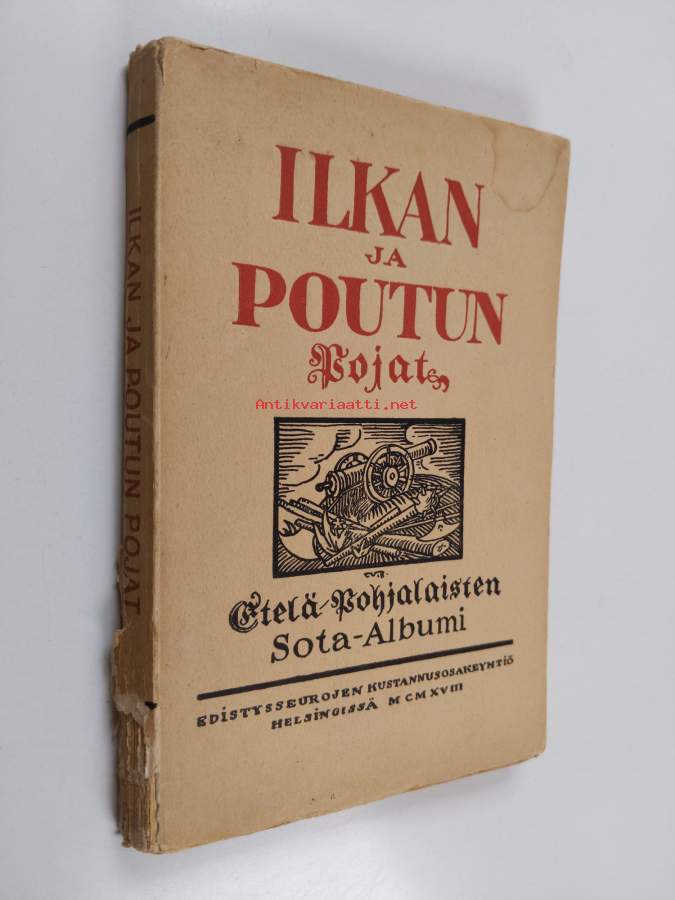 ILKAN
JA
POUTUN
Pojat
Antikvariaatti.net
Etelä-Pohjalaisten
Sota-Albumi
EDISTYSSEUROJEN KUSTANNUSOSAKEYHTIÖ
HELSINGISSÄ MCMXVIII
ILKAN JA POUTUN POJAT